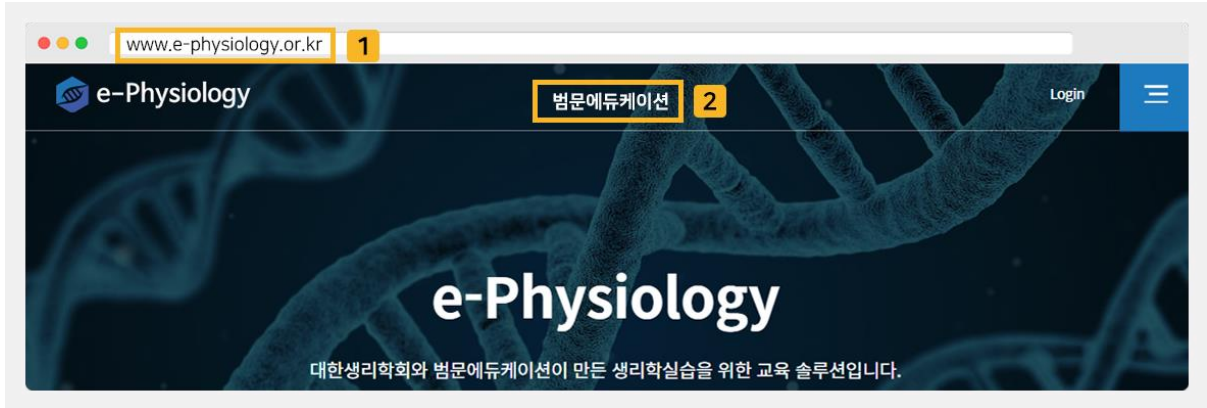 www.e-physiology.or.kr 1
e-Physiology 범문에듀케이션 2 Login
e-Physiology
대한생리학회와 범문에듀케이션이 만든 생리학실습을 위한 교육 솔루션입니다.